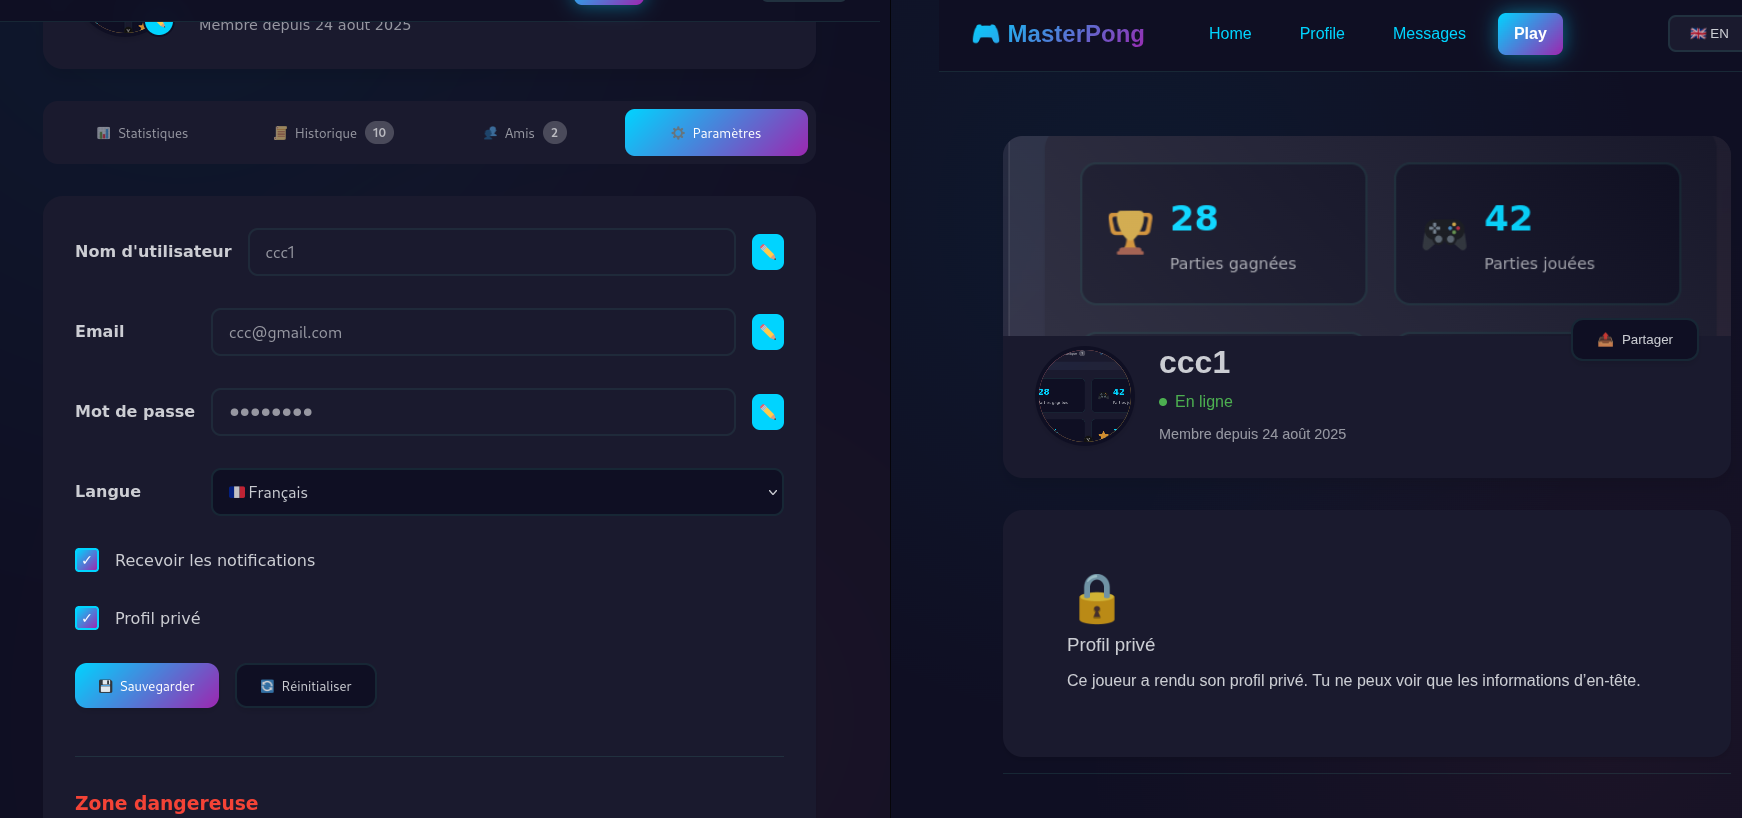 Membre depuis 24 août 2025
Statistiques
Historique 10
Amis 2
Paramètres
Nom d'utilisateur
ccc1
Email
ccc@gmail.com
Mot de passe
●●●●●●●●
Langue
Français
Recevoir les notifications
Profil privé
Sauvegarder
Réinitialiser
Zone dangereuse
MasterPong
Home
Profile
Messages
Play
EN
28
Parties gagnées
42
Parties jouées
Partager
28
42
ccc1
En ligne
Membre depuis 24 août 2025
Profil privé
Ce joueur a rendu son profil privé. Tu ne peux voir que les informations d’en-tête.